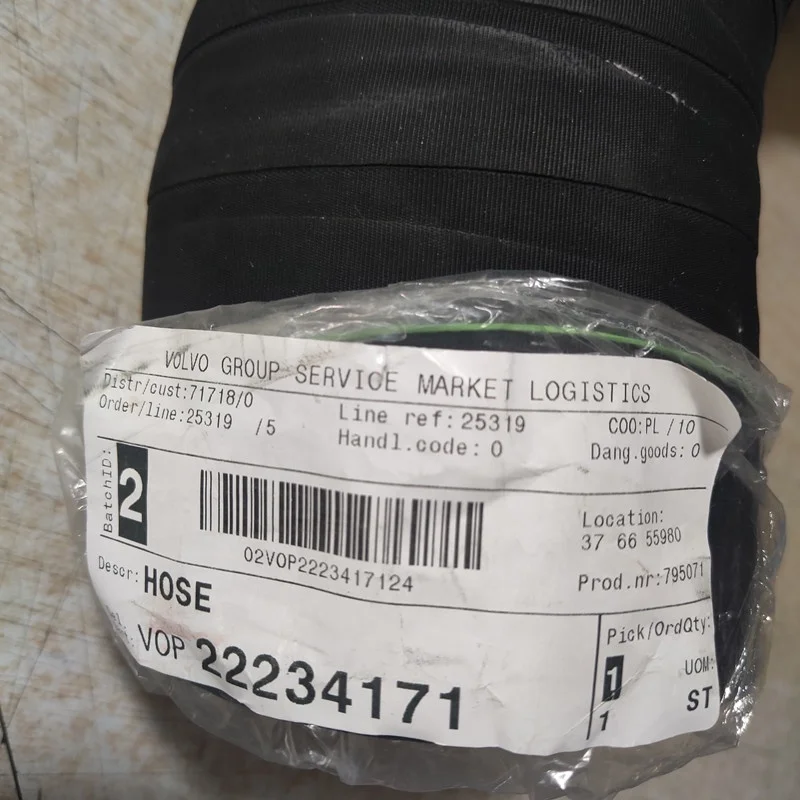 VOLVO GROUP SERVICE MARKET LOGISTICS
Distr/cust:71718/0
Order/line:25319 /5
Line ref:25319
Handl.code:0
COO:PL /10
Dang.goods:0
BatchID:
2
02VOP2223417124
Location:
37 66 55980
Prod.nr:795071
Descr:HOSE
VOP 22234171
Pick/OrdQty:
1
1
UOM:
ST